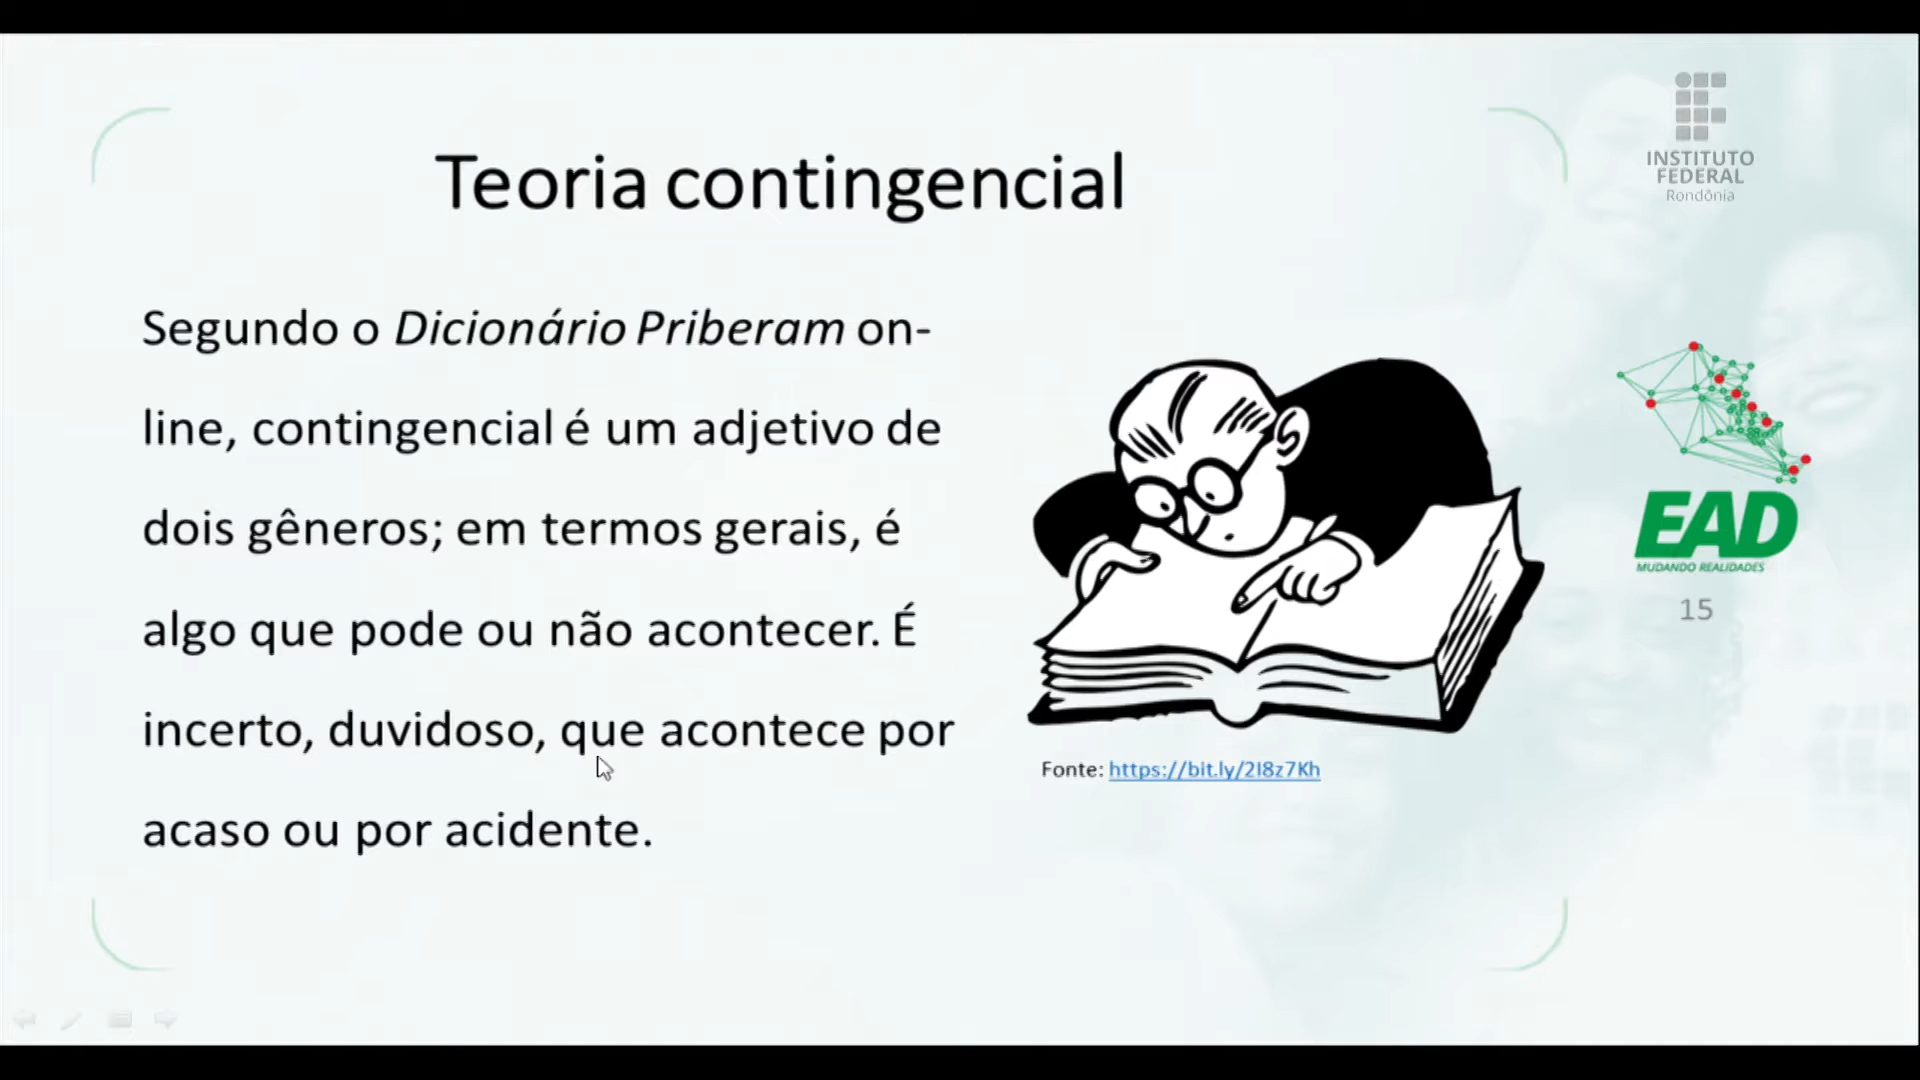 INSTITUTO
FEDERAL
Rondônia
Teoria contingencial
Segundo o Dicionário Priberam on-
line, contingencial é um adjetivo de
dois gêneros; em termos gerais, é
algo que pode ou não acontecer. É
incerto, duvidoso, que acontece por
acaso ou por acidente.
Fonte: https://bit.ly/2I8z7Kh
EAD
MUDANDO REALIDADES
15